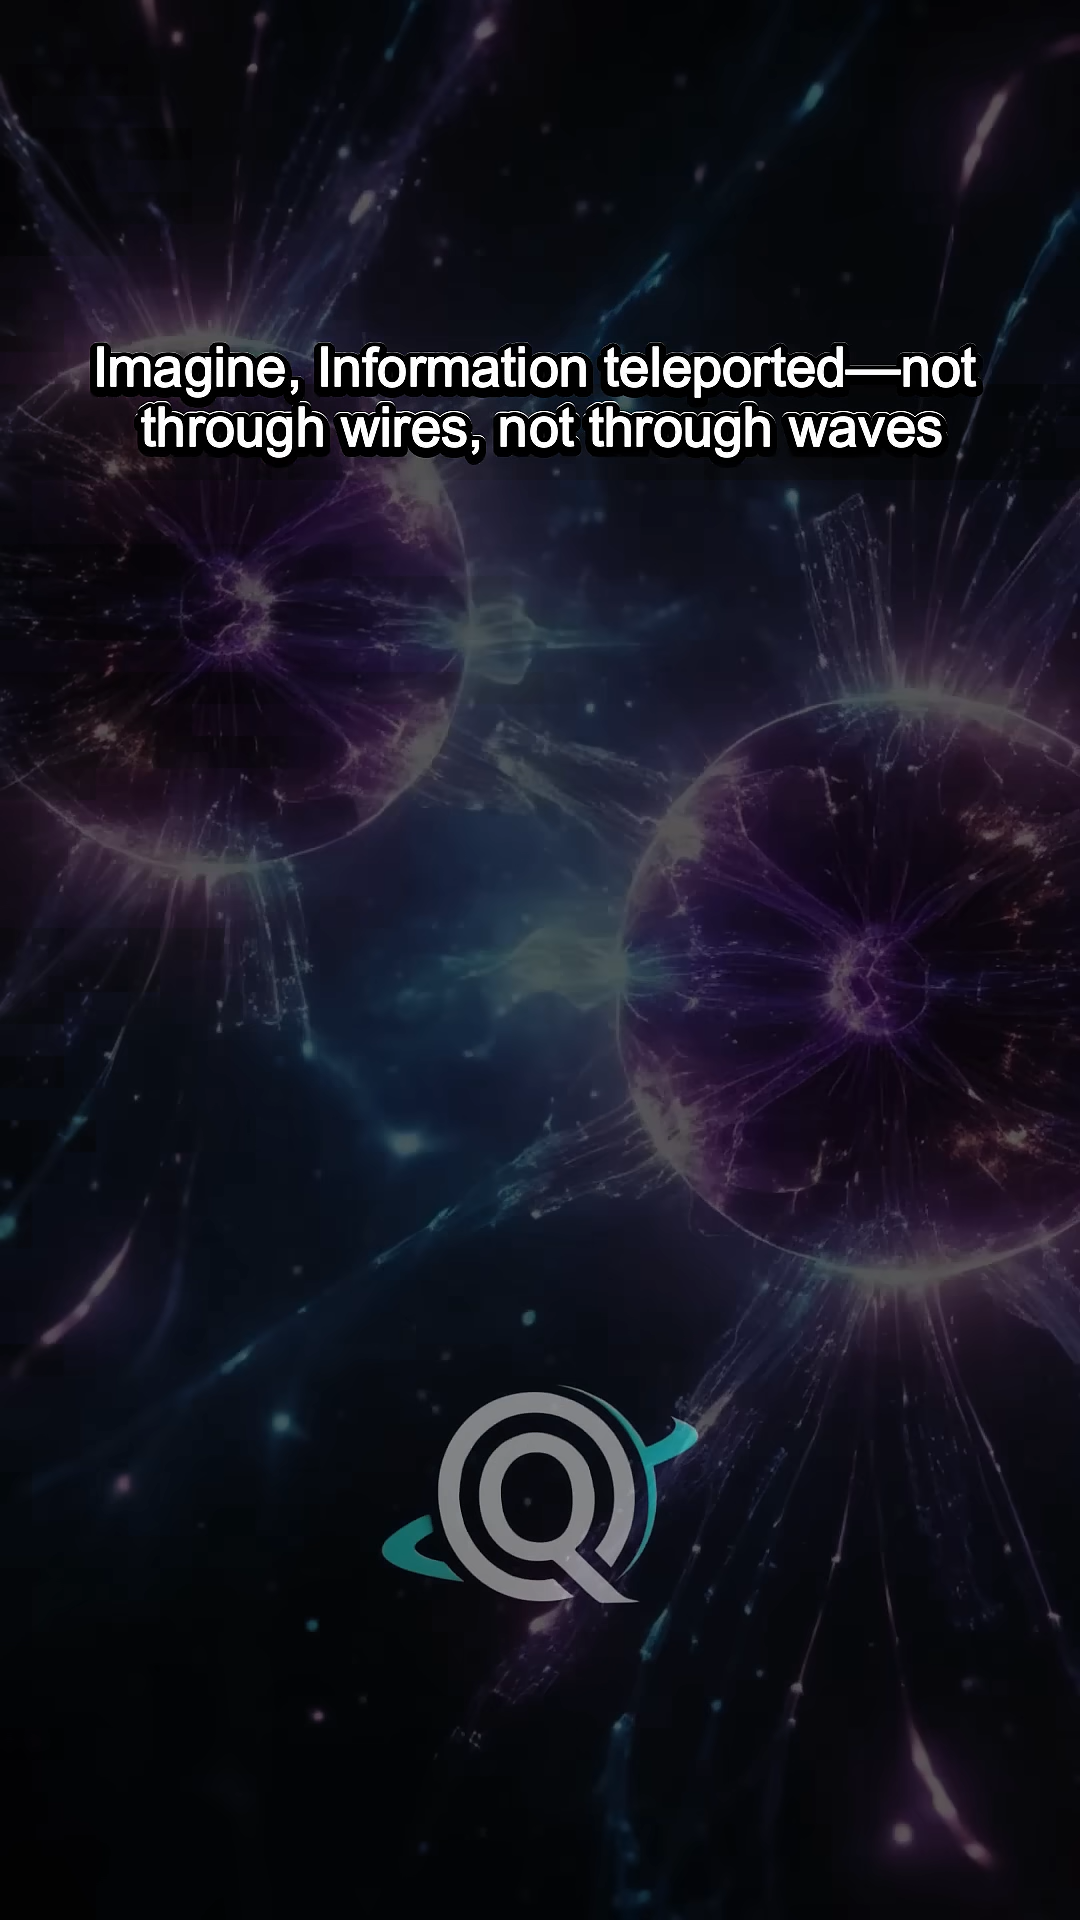 Imagine, Information teleported—not
through wires, not through waves
Q